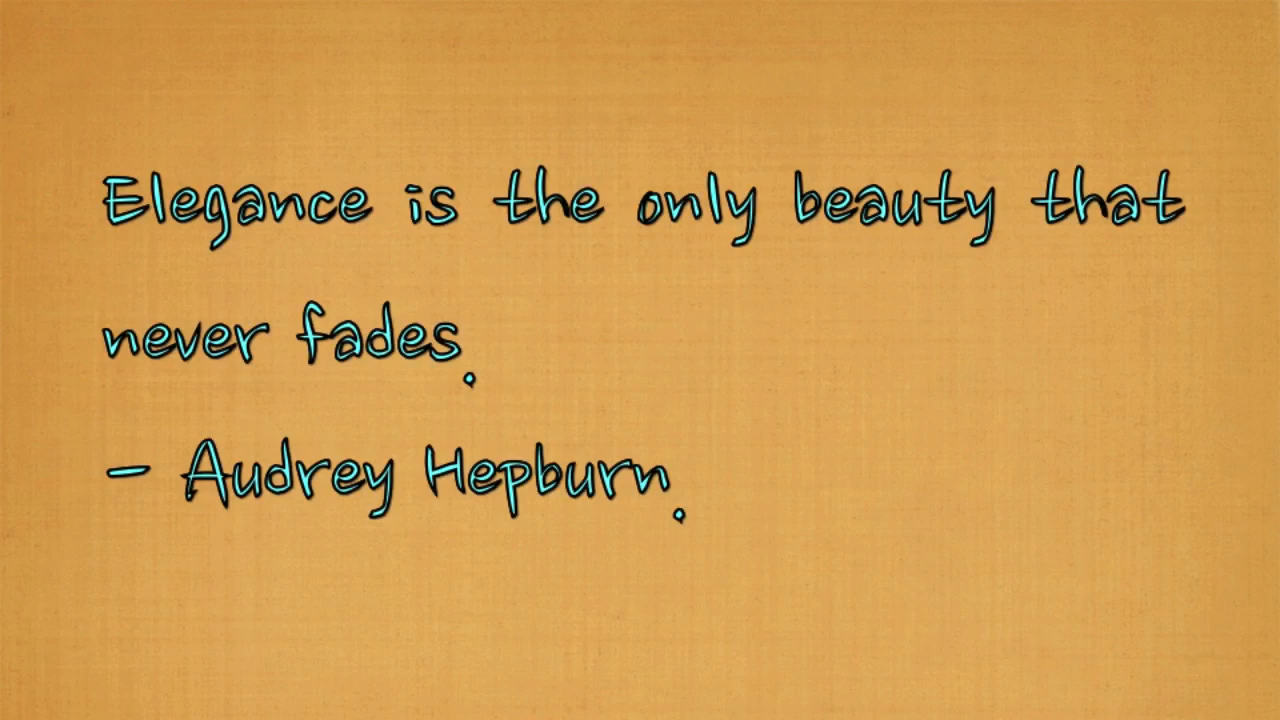 Elegance is the only beauty that
never fades.
– Audrey Hepburn.